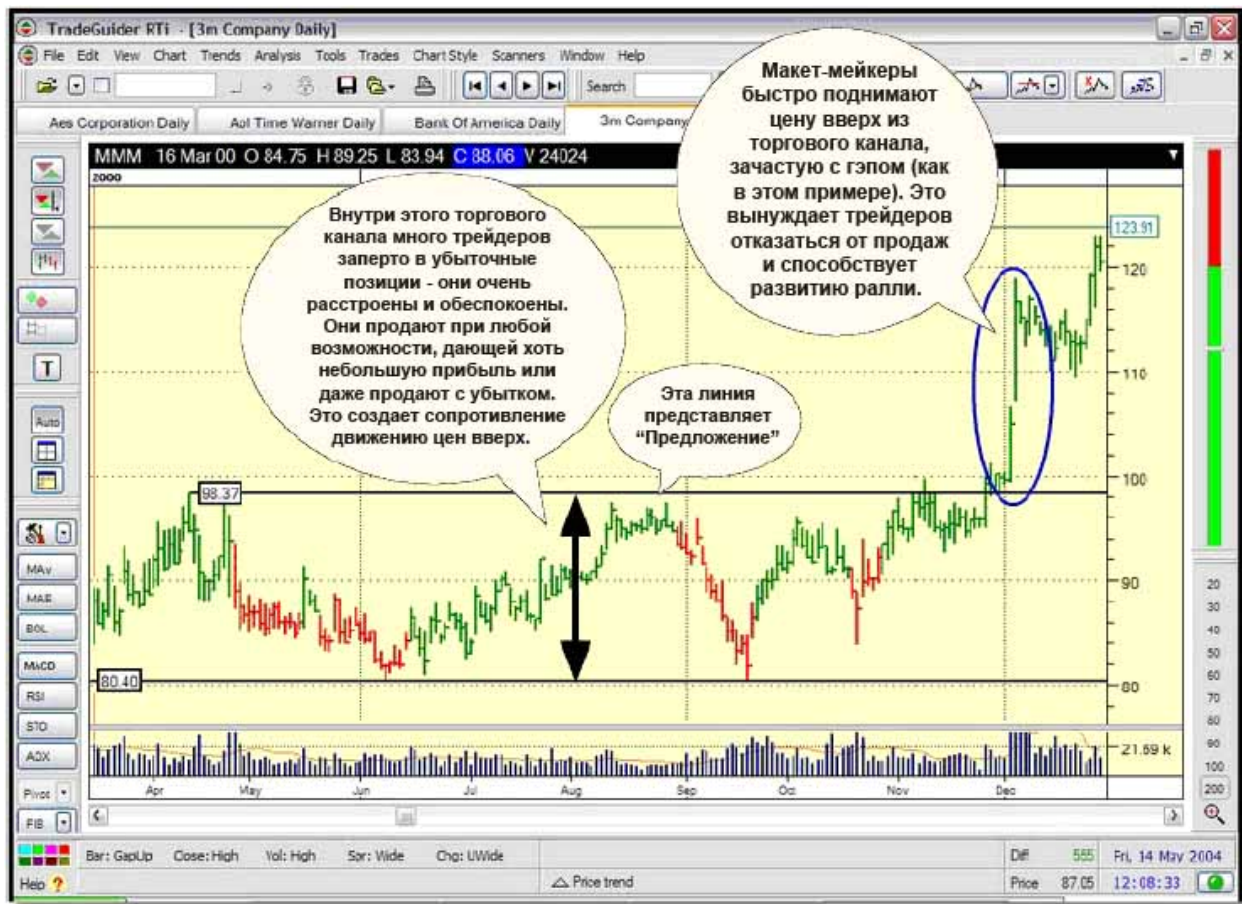 TradeGuider RTi - [3m Company Daily]
File Edit View Chart Trends Analysis Tools Trades Chart Style Scanners Window Help
Search
Aes Corporation Daily Aol Time Warner Daily Bank Of America Daily 3m Company
MMM 16 Mar 00 O 84.75 H 89.25 L 83.94 C 88.06 V 24024
2000
Макет-мейкеры
быстро поднимают
цену вверх из
торгового канала,
зачастую с гэпом (как
в этом примере). Это
вынуждает трейдеров
отказаться от продаж
и способствует
развитию ралли.
Внутри этого торгового
канала много трейдеров
заперто в убыточные
позиции - они очень
расстроены и обеспокоены.
Они продают при любой
возможности, дающей хоть
небольшую прибыль или
даже продают с убытком.
Это создает сопротивление
движению цен вверх.
Эта линия
представляет
“Предложение”
123.91
120
110
100
90
80
98.37
80.40
21.69 k
Apr May Jun Jul Aug Sep Oct Nov Dec
T
Auto
MAv
MAE
BOL
MACD
RSI
STO
ADX
Pivot
FIB
20
30
40
50
60
70
80
90
100
200
Bar: GapUp Close: High Vol: High Spr: Wide Chg: UWide
Diff 555 Fri, 14 May 2004
Help ? Price trend Price 87.05 12:08:33